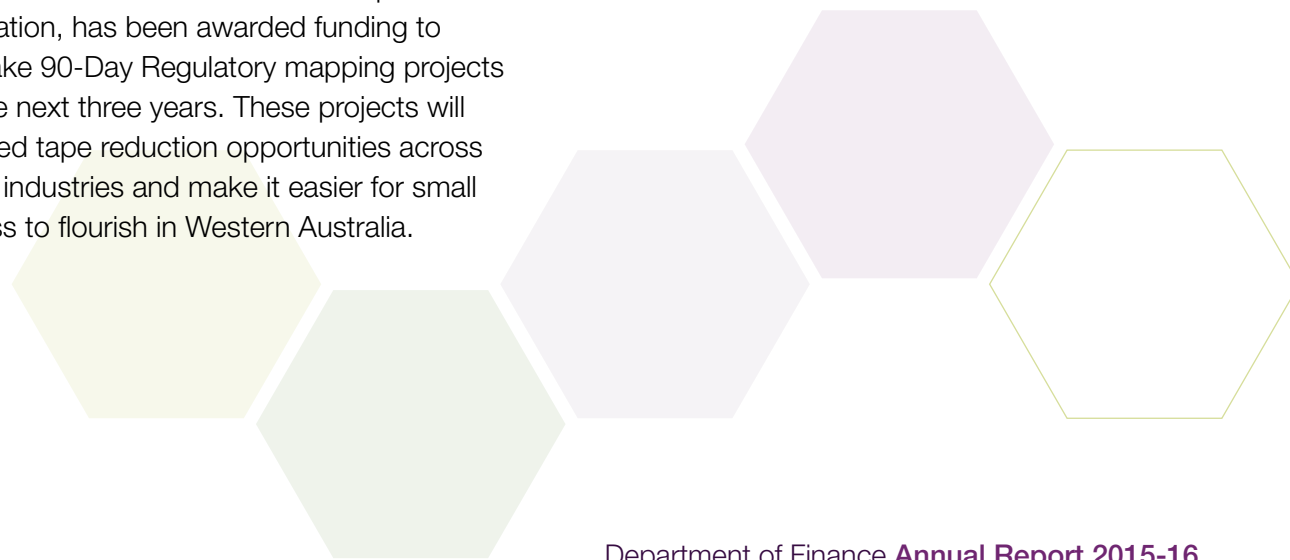 ation, has been awarded funding to
ake 90-Day Regulatory mapping projects
e next three years. These projects will
ed tape reduction opportunities across
industries and make it easier for small
ss to flourish in Western Australia.
Department of Finance Annual Report 2015-16